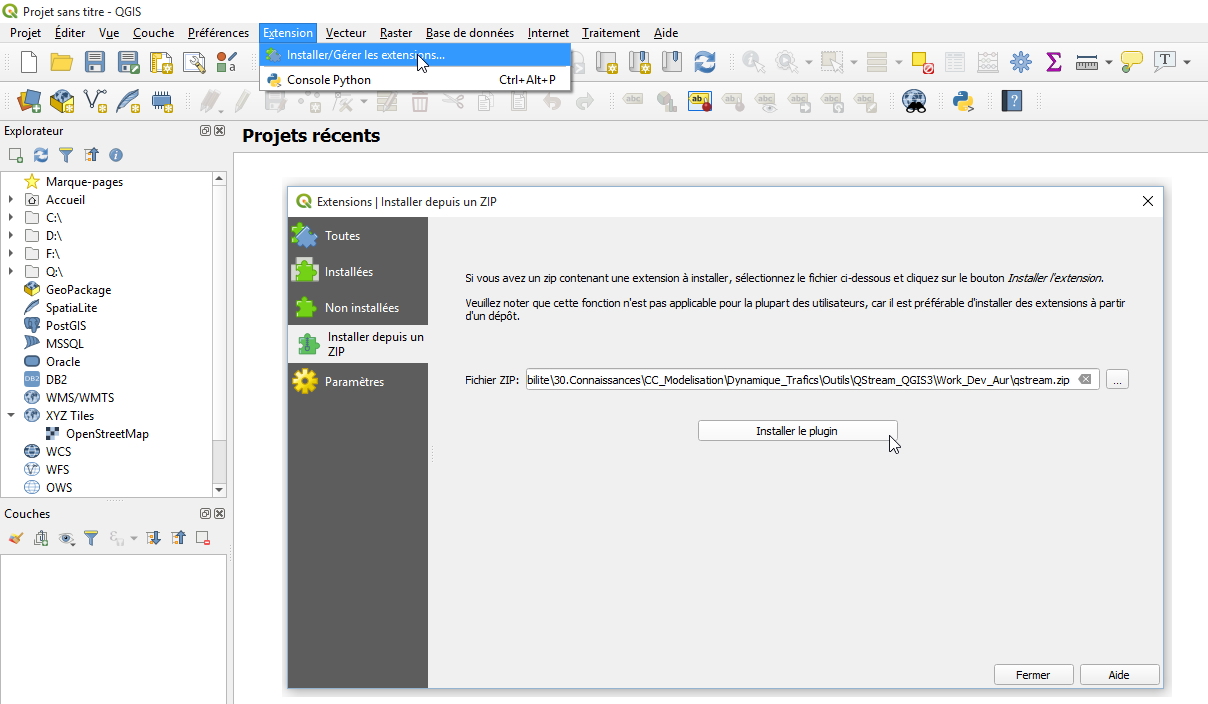 Projet sans titre - QGIS
Projet Éditer Vue Couche Préférences Extension Vecteur Raster Base de données Internet Traitement Aide
Installer/Gérer les extensions...
Console Python Ctrl+Alt+P
Explorateur
Projets récents
Marque-pages
Accueil
C:\
D:\
F:\
Q:\
GeoPackage
SpatiaLite
PostGIS
MSSQL
Oracle
DB2
WMS/WMTS
XYZ Tiles
OpenStreetMap
WCS
WFS
OWS
Couches
Extensions | Installer depuis un ZIP
Toutes
Installées
Non installées
Installer depuis un
ZIP
Paramètres
Si vous avez un zip contenant une extension à installer, sélectionnez le fichier ci-dessous et cliquez sur le bouton Installer l'extension.
Veuillez noter que cette fonction n'est pas applicable pour la plupart des utilisateurs, car il est préférable d'installer des extensions à partir
d'un dépôt.
Fichier ZIP: bilite\30.Connaissances\CC_Modelisation\Dynamique_Trafics\Outils\QStream_QGIS3\Work_Dev_Aur\qstream.zip ...
Installer le plugin
Fermer Aide